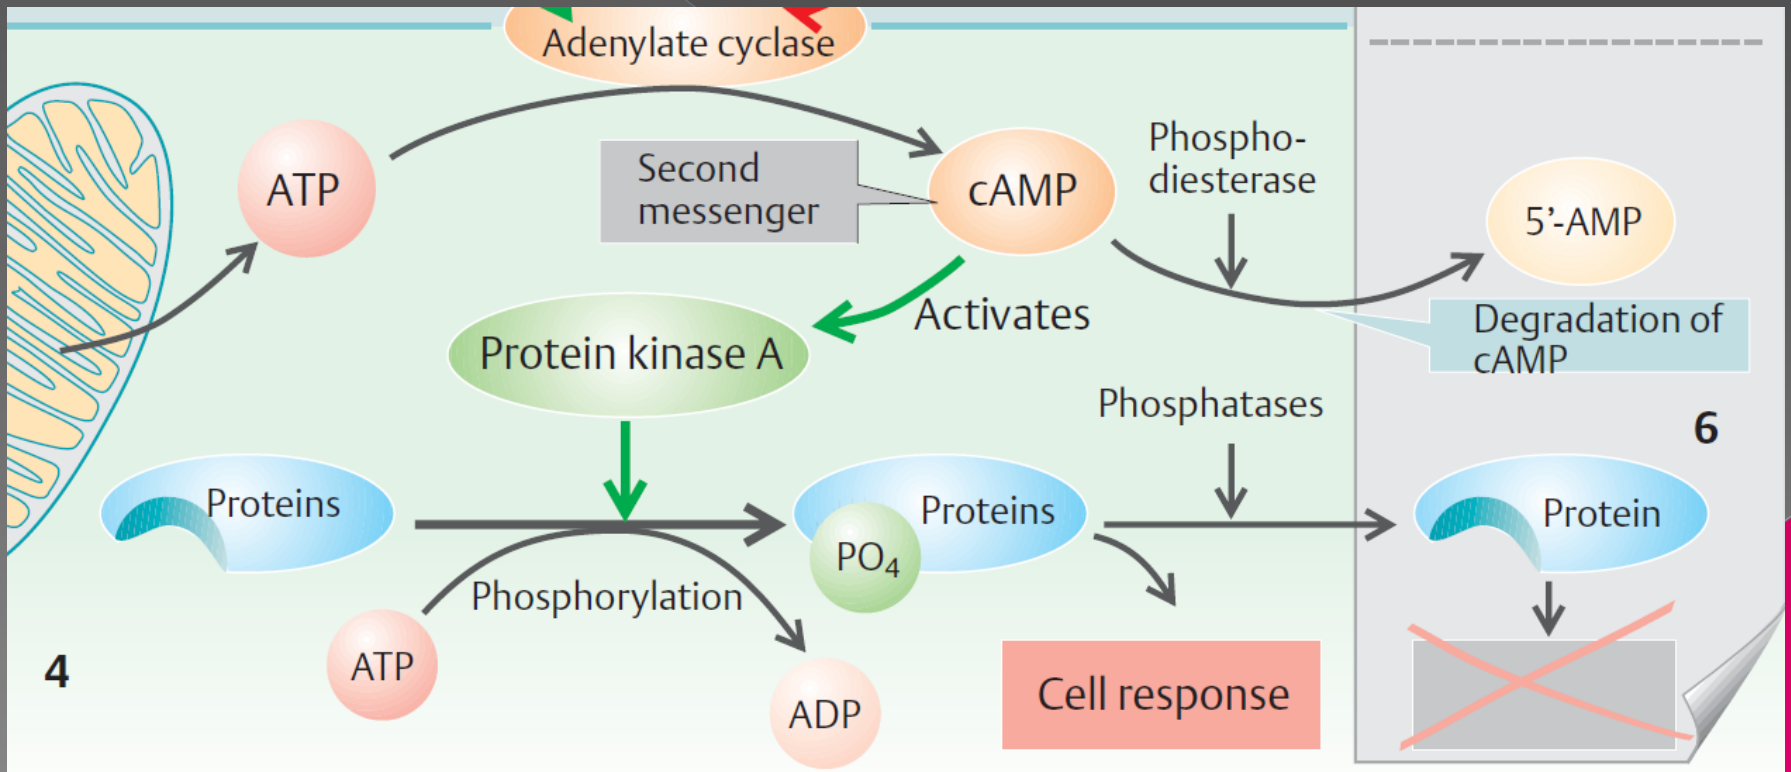 Adenylate cyclase
ATP
Second
messenger
cAMP
Phospho-
diesterase
5’-AMP
Activates
Degradation of
cAMP
Protein kinase A
Phosphatases
6
Proteins
Proteins
PO₄
Protein
Phosphorylation
4
ATP
ADP
Cell response